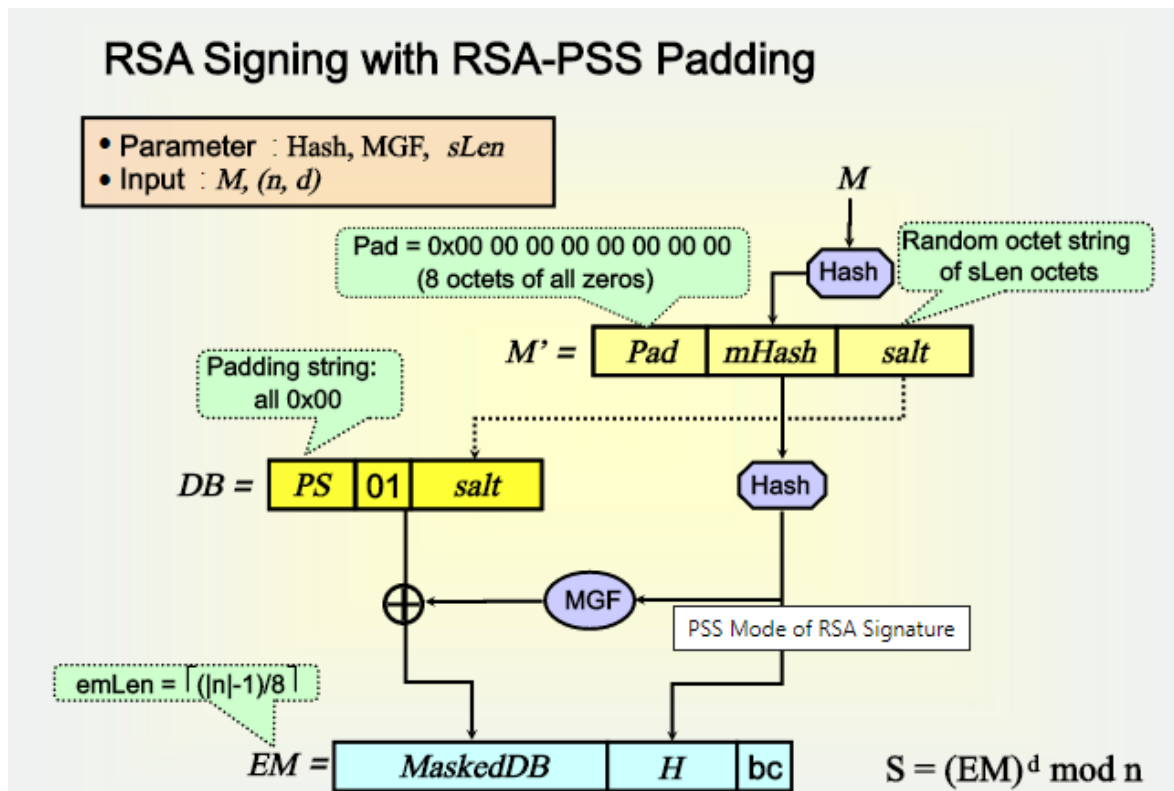 RSA Signing with RSA-PSS Padding
• Parameter : Hash, MGF, sLen
• Input : M, (n, d)
M
Pad = 0x00 00 00 00 00 00 00 00
(8 octets of all zeros)
Hash
Random octet string
of sLen octets
M’ = Pad mHash salt
Padding string:
all 0x00
DB = PS 01 salt
Hash
MGF
PSS Mode of RSA Signature
emLen = ⌈(|n|-1)/8⌉
EM = MaskedDB H bc
S = (EM)ᵈ mod n